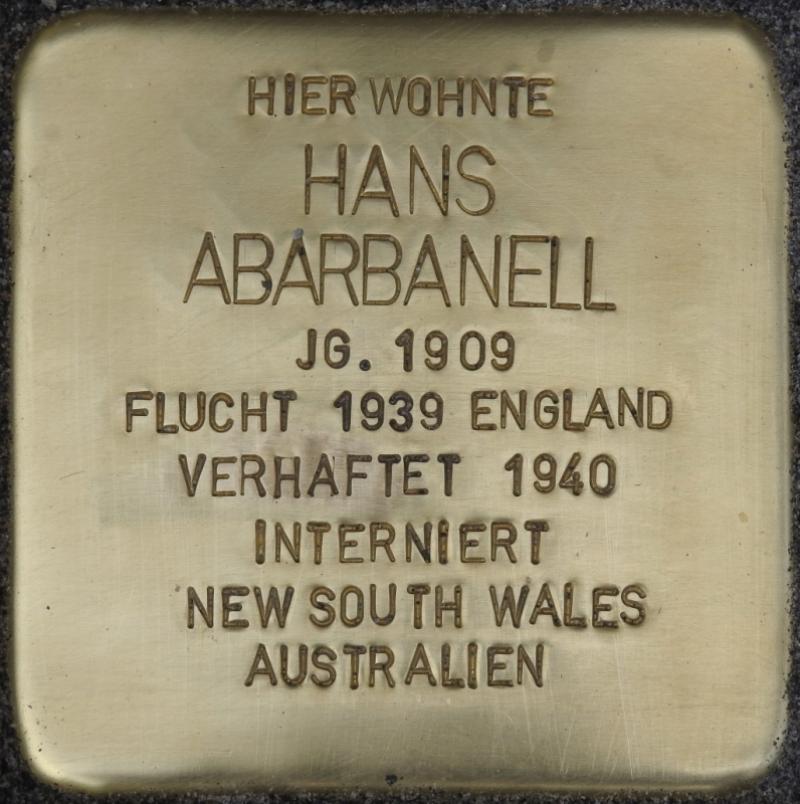 HIER WOHNTE
HANS
ABARBANELL
JG. 1909
FLUCHT 1939 ENGLAND
VERHAFTET 1940
INTERNIERT
NEW SOUTH WALES
AUSTRALIEN